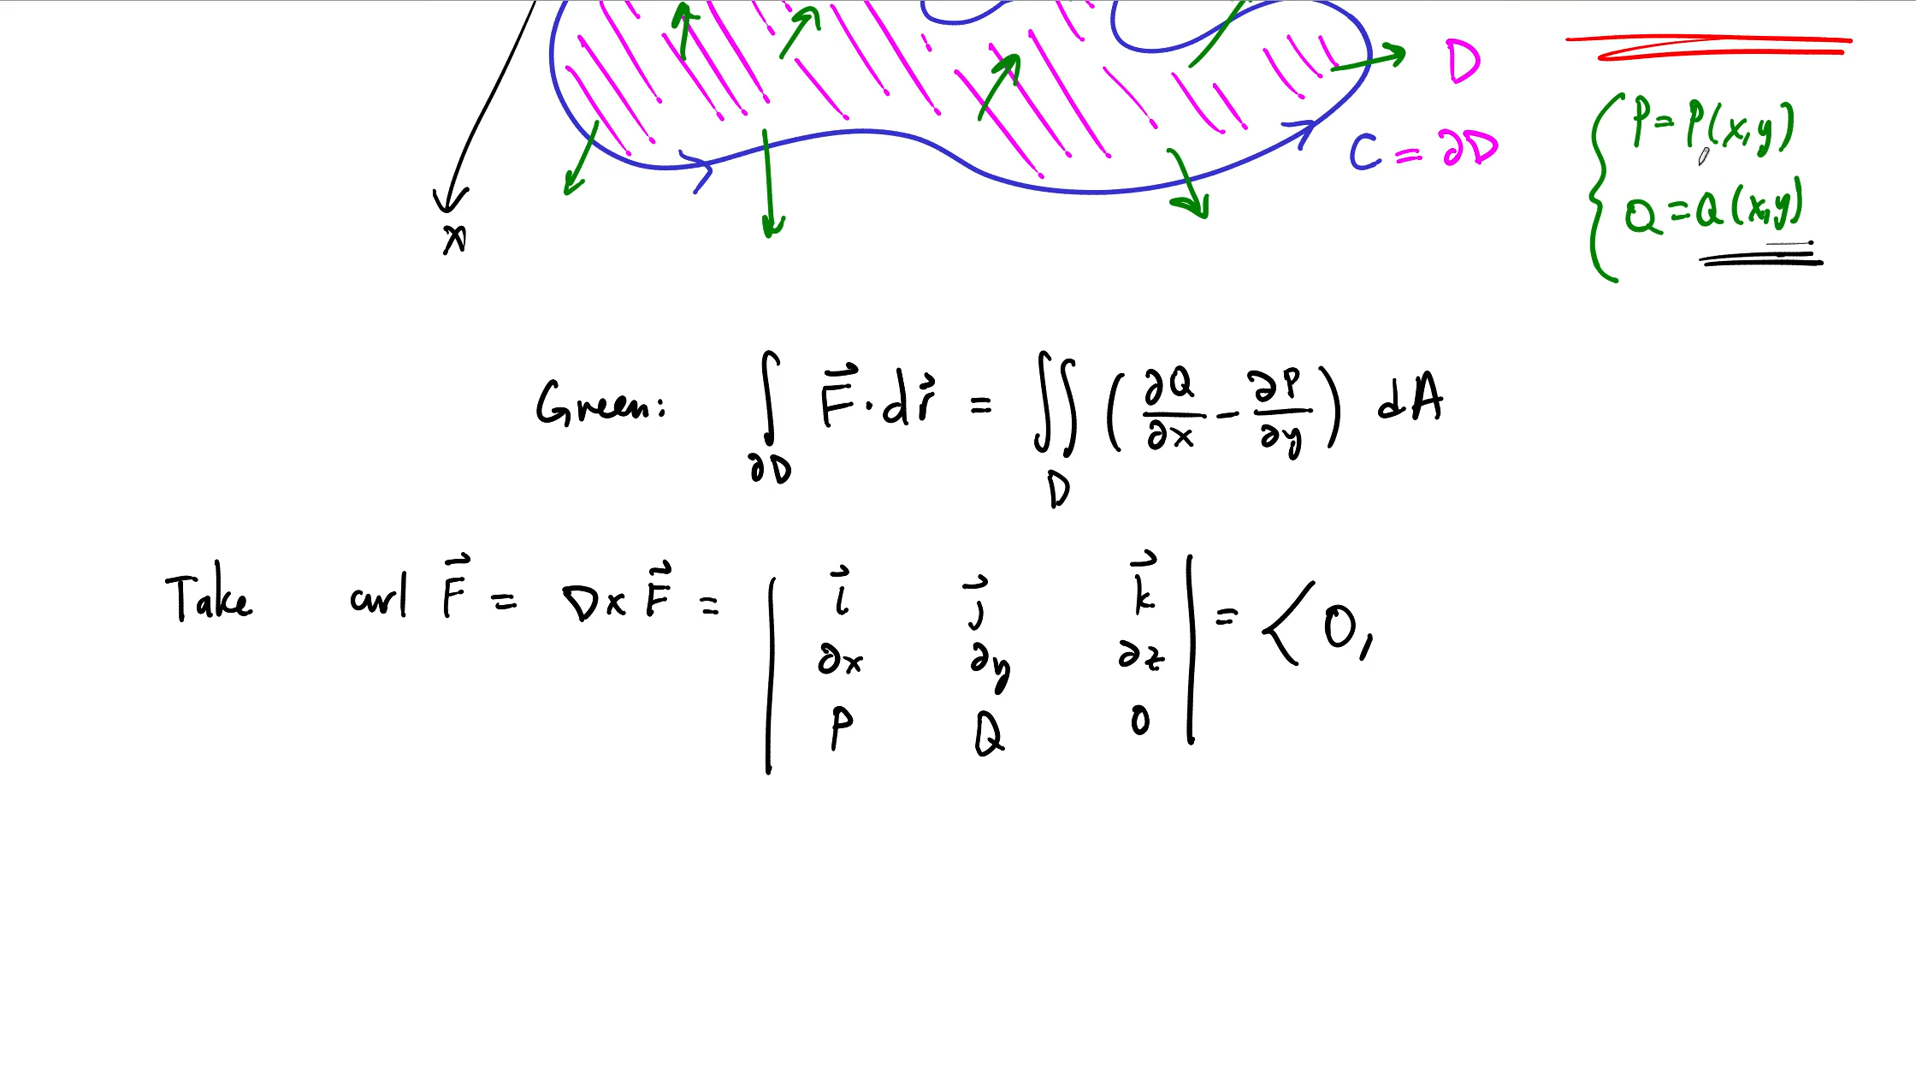 D
P = P(x,y)
C = ∂D
Q = Q(x,y)
x
Green: ∫_{∂D} F⃗ · dr⃗ = ∬_D (∂Q/∂x − ∂P/∂y) dA
Take curl F⃗ = ∇ × F⃗ = | i⃗ j⃗ k⃗ | = ⟨ 0,
∂x ∂y ∂z
P Q 0